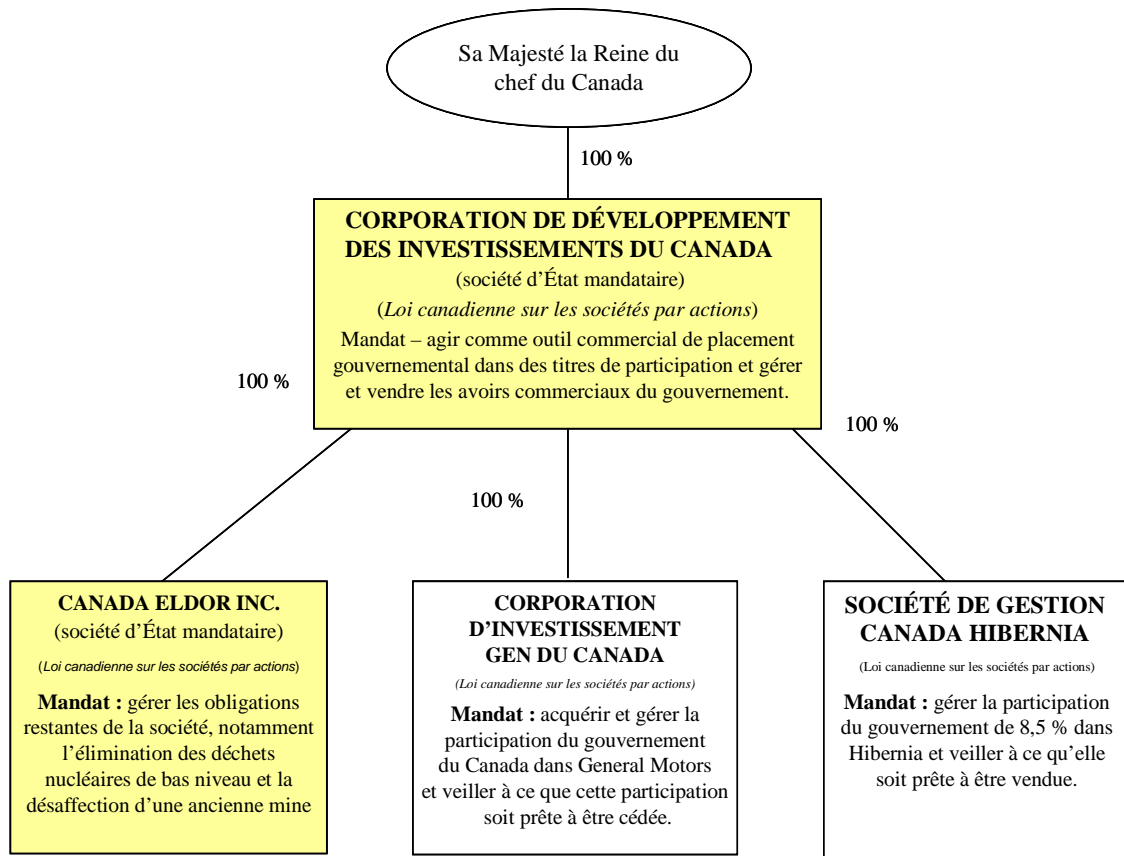 Sa Majesté la Reine du
chef du Canada
100 %
CORPORATION DE DÉVELOPPEMENT
DES INVESTISSEMENTS DU CANADA
(société d’État mandataire)
(Loi canadienne sur les sociétés par actions)
Mandat – agir comme outil commercial de placement
gouvernemental dans des titres de participation et gérer
et vendre les avoirs commerciaux du gouvernement.
100 %
100 %
100 %
CANADA ELDOR INC.
(société d’État mandataire)
(Loi canadienne sur les sociétés par actions)
Mandat : gérer les obligations
restantes de la société, notamment
l’élimination des déchets
nucléaires de bas niveau et la
désaffection d’une ancienne mine
CORPORATION
D’INVESTISSEMENT
GEN DU CANADA
(Loi canadienne sur les sociétés par actions)
Mandat : acquérir et gérer la
participation du gouvernement
du Canada dans General Motors
et veiller à ce que cette participation
soit prête à être cédée.
SOCIÉTÉ DE GESTION
CANADA HIBERNIA
(Loi canadienne sur les sociétés par actions)
Mandat : gérer la participation
du gouvernement de 8,5 % dans
Hibernia et veiller à ce qu’elle
soit prête à être vendue.